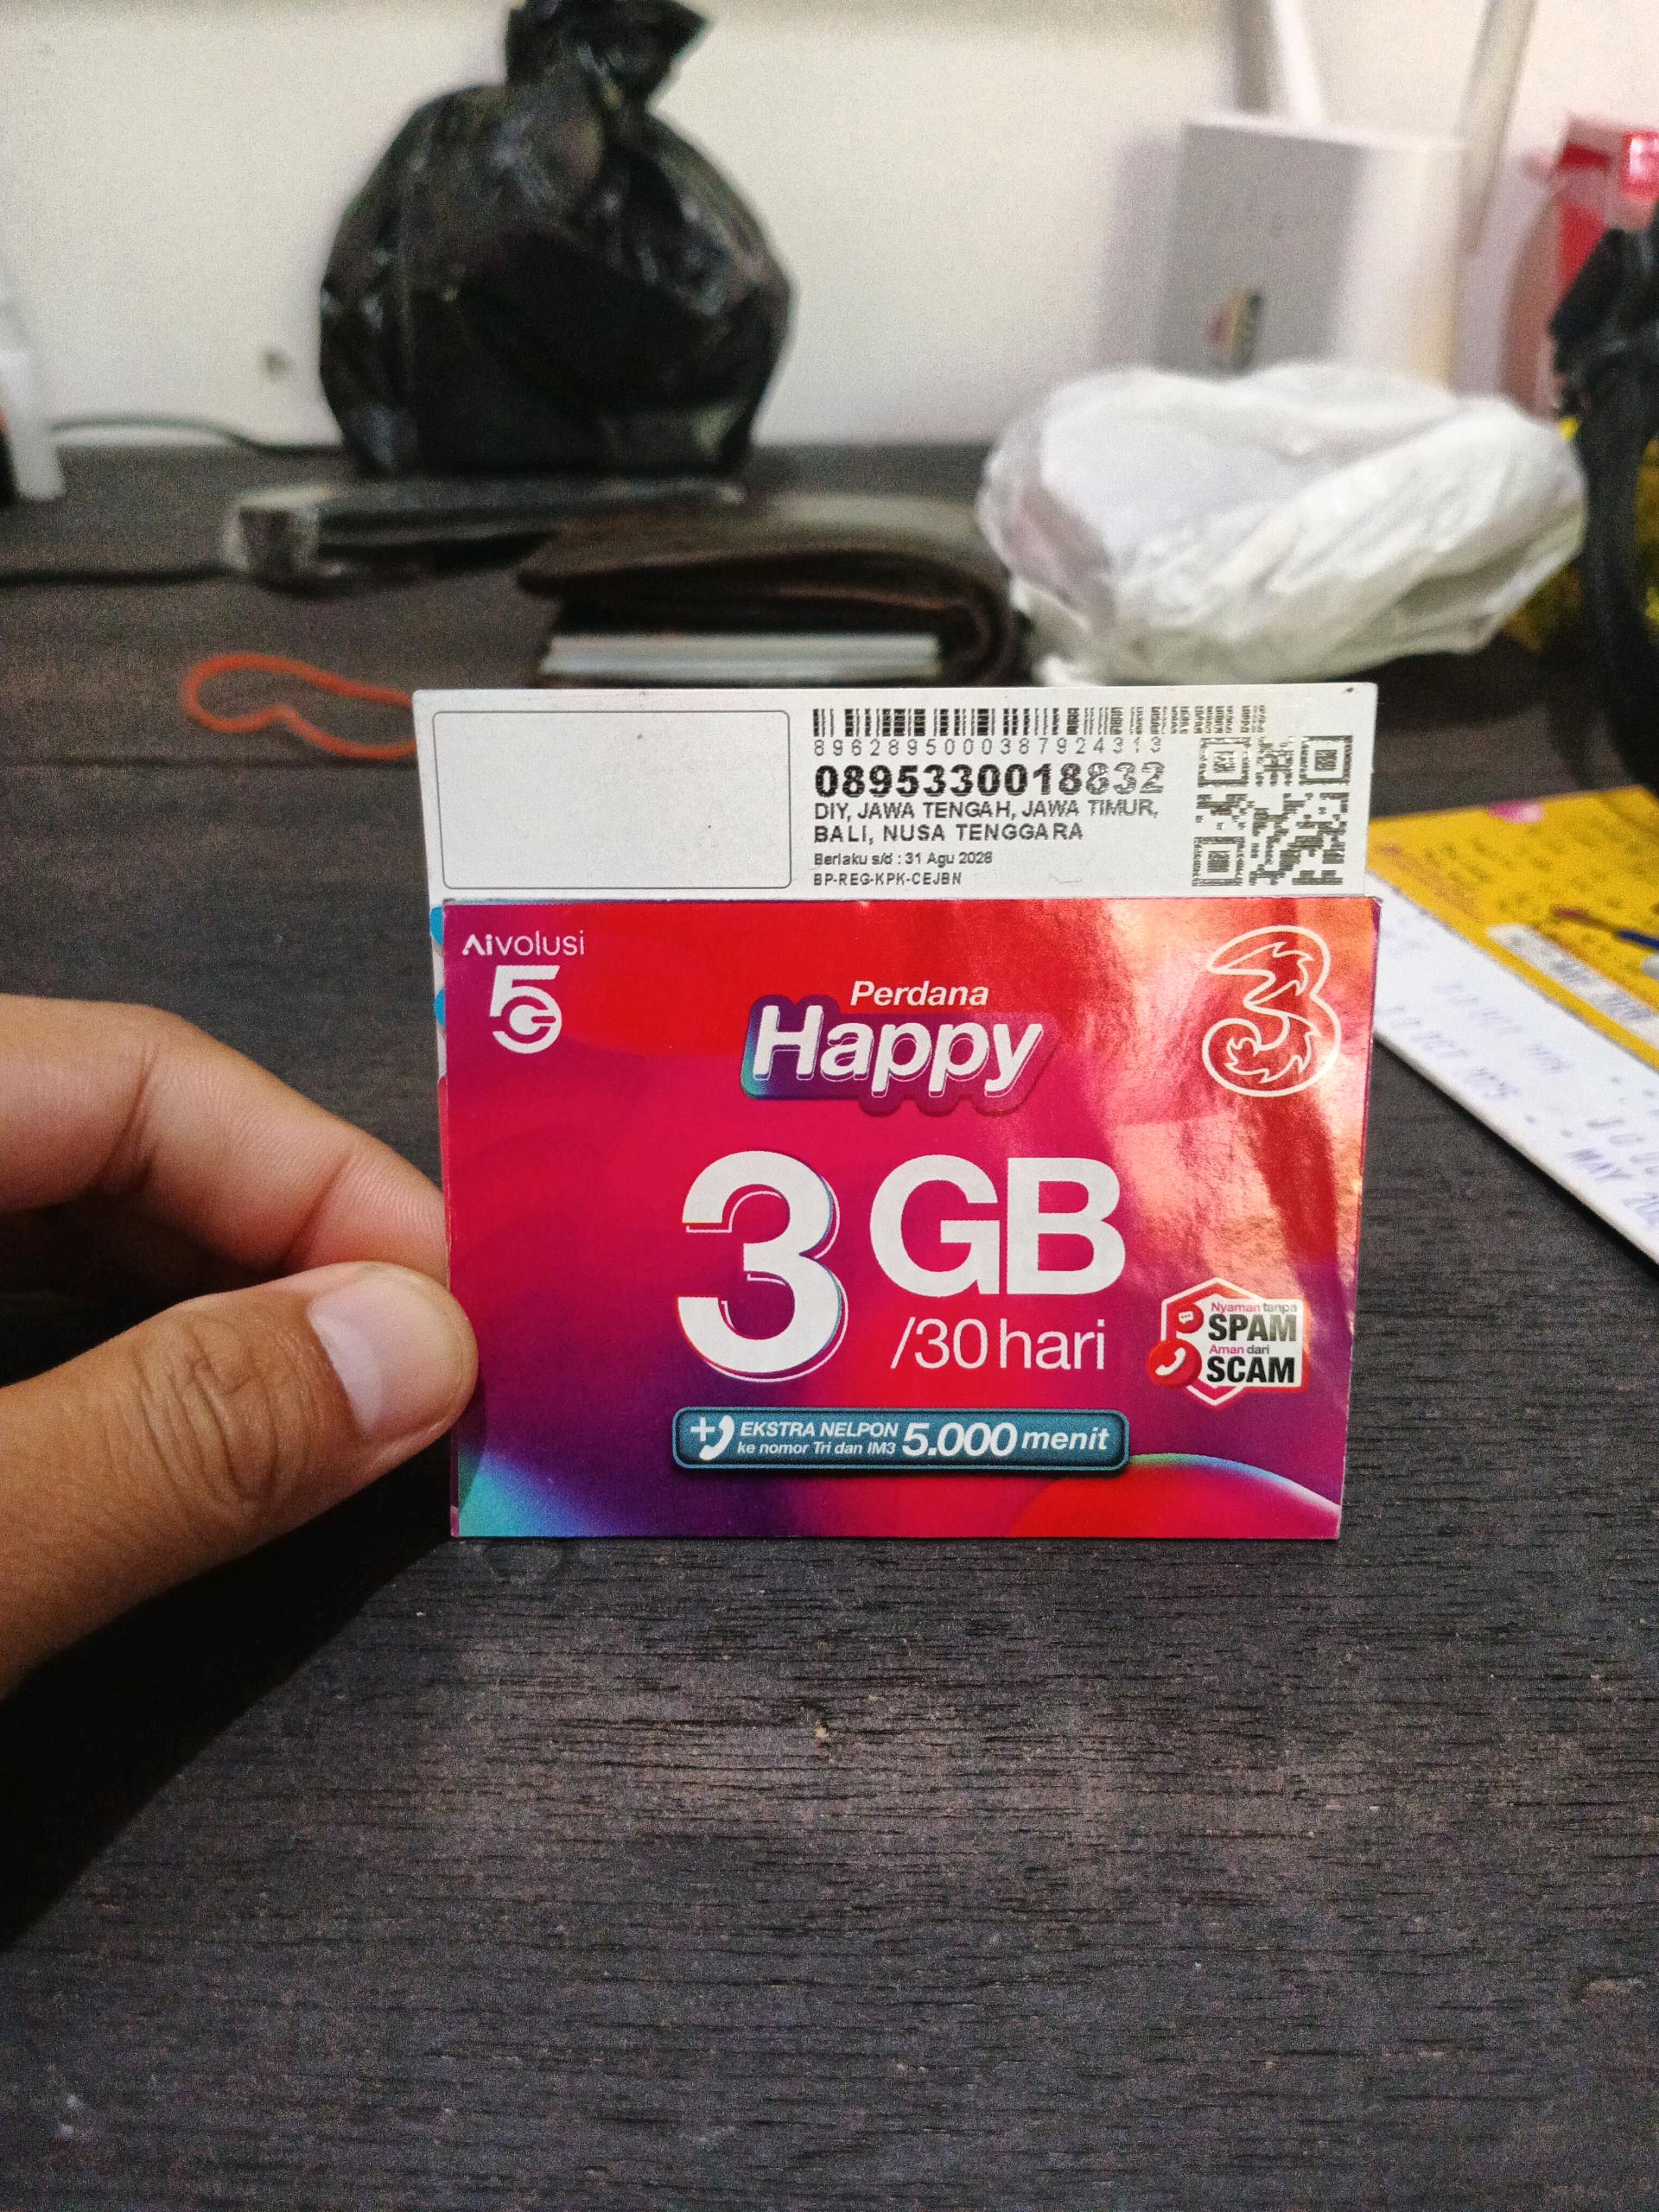 8962895000387924313
0895330018832
DIY, JAWA TENGAH, JAWA TIMUR,
BALI, NUSA TENGGARA
Berlaku s/d : 31 Agu 2026
BP-REG-KPK-CEJBN
AIvolusi
5G
3
Perdana
Happy
3 GB
/30 hari
Nyaman tanpa
SPAM
Aman dari
SCAM
EKSTRA NELPON
ke nomor Tri dan IM3
5.000 menit